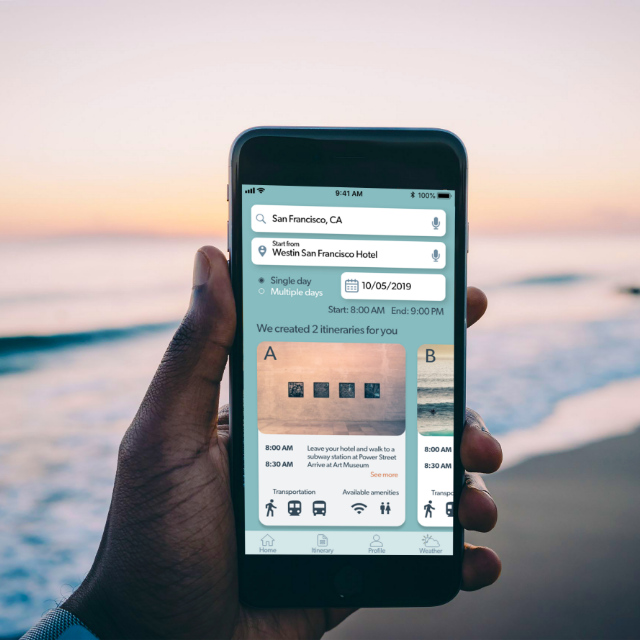 9:41 AM
100%
San Francisco, CA
Start from
Westin San Francisco Hotel
Single day
Multiple days
10/05/2019
Start: 8:00 AM End: 9:00 PM
We created 2 itineraries for you
A
B
8:00 AM
Leave your hotel and walk to a
subway station at Power Street
8:30 AM
Arrive at Art Museum
See more
8:00 AM
8:30 AM
Transportation
Available amenities
Home
Itinerary
Profile
Weather